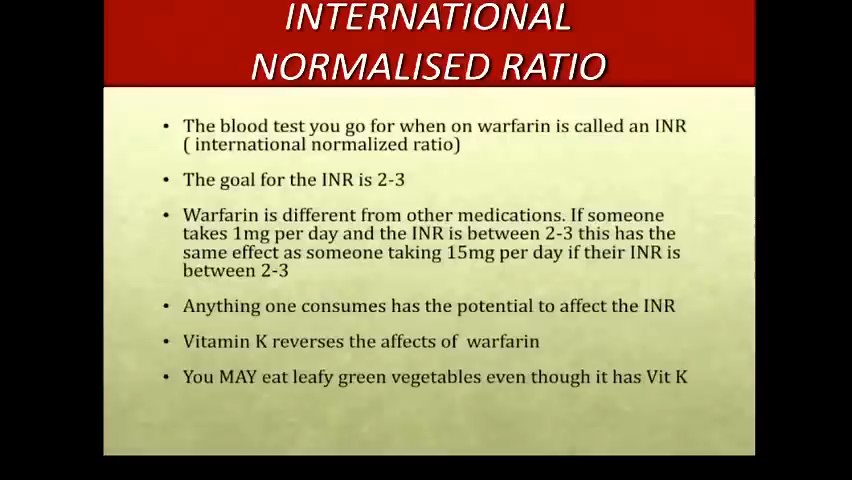 INTERNATIONAL
NORMALISED RATIO
• The blood test you go for when on warfarin is called an INR
( international normalized ratio)
• The goal for the INR is 2-3
• Warfarin is different from other medications. If someone
takes 1mg per day and the INR is between 2-3 this has the
same effect as someone taking 15mg per day if their INR is
between 2-3
• Anything one consumes has the potential to affect the INR
• Vitamin K reverses the affects of  warfarin
• You MAY eat leafy green vegetables even though it has Vit K